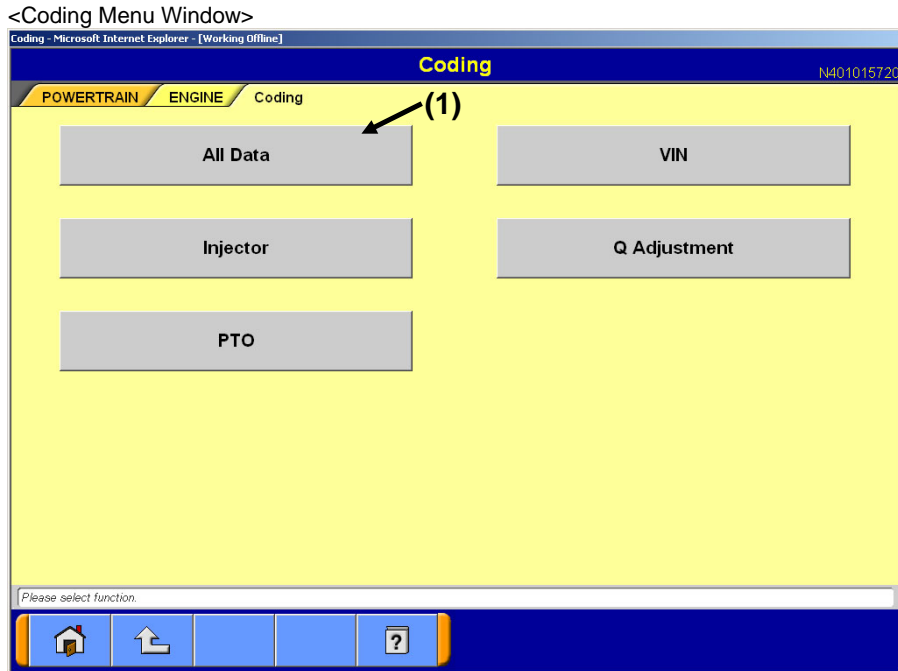 <Coding Menu Window>
Coding - Microsoft Internet Explorer - [Working Offline]
Coding
N401015720
POWERTRAIN ENGINE Coding
(1)
All Data VIN
Injector Q Adjustment
PTO
Please select function.
?